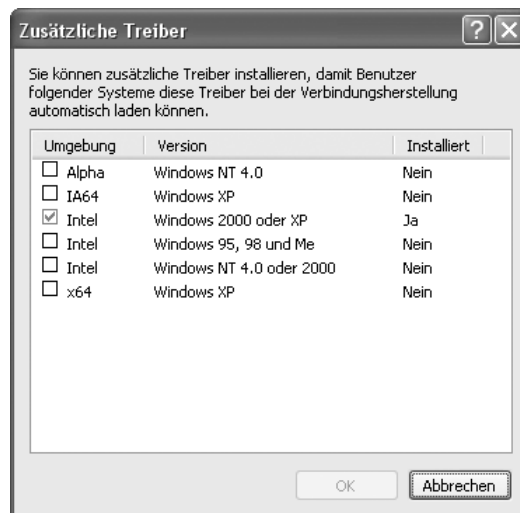 Zusätzliche Treiber
Sie können zusätzliche Treiber installieren, damit Benutzer
folgender Systeme diese Treiber bei der Verbindungsherstellung
automatisch laden können.
Umgebung Version Installiert
Alpha Windows NT 4.0 Nein
IA64 Windows XP Nein
Intel Windows 2000 oder XP Ja
Intel Windows 95, 98 und Me Nein
Intel Windows NT 4.0 oder 2000 Nein
x64 Windows XP Nein
OK Abbrechen